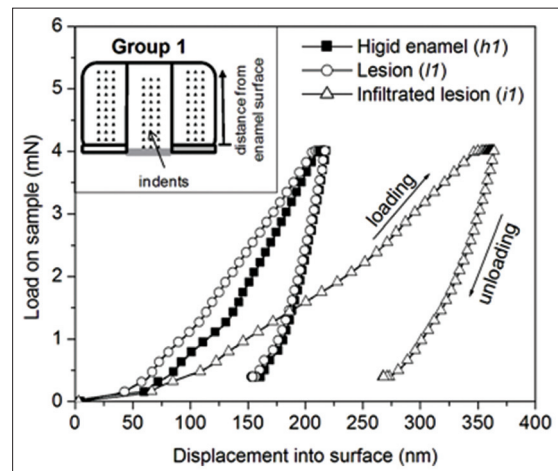 Group 1
distance from
enamel surface
indents
Higid enamel (h1)
Lesion (l1)
Infiltrated lesion (i1)
loading
unloading
Load on sample (mN)
6
5
4
3
2
1
0
0 50 100 150 200 250 300 350 400
Displacement into surface (nm)